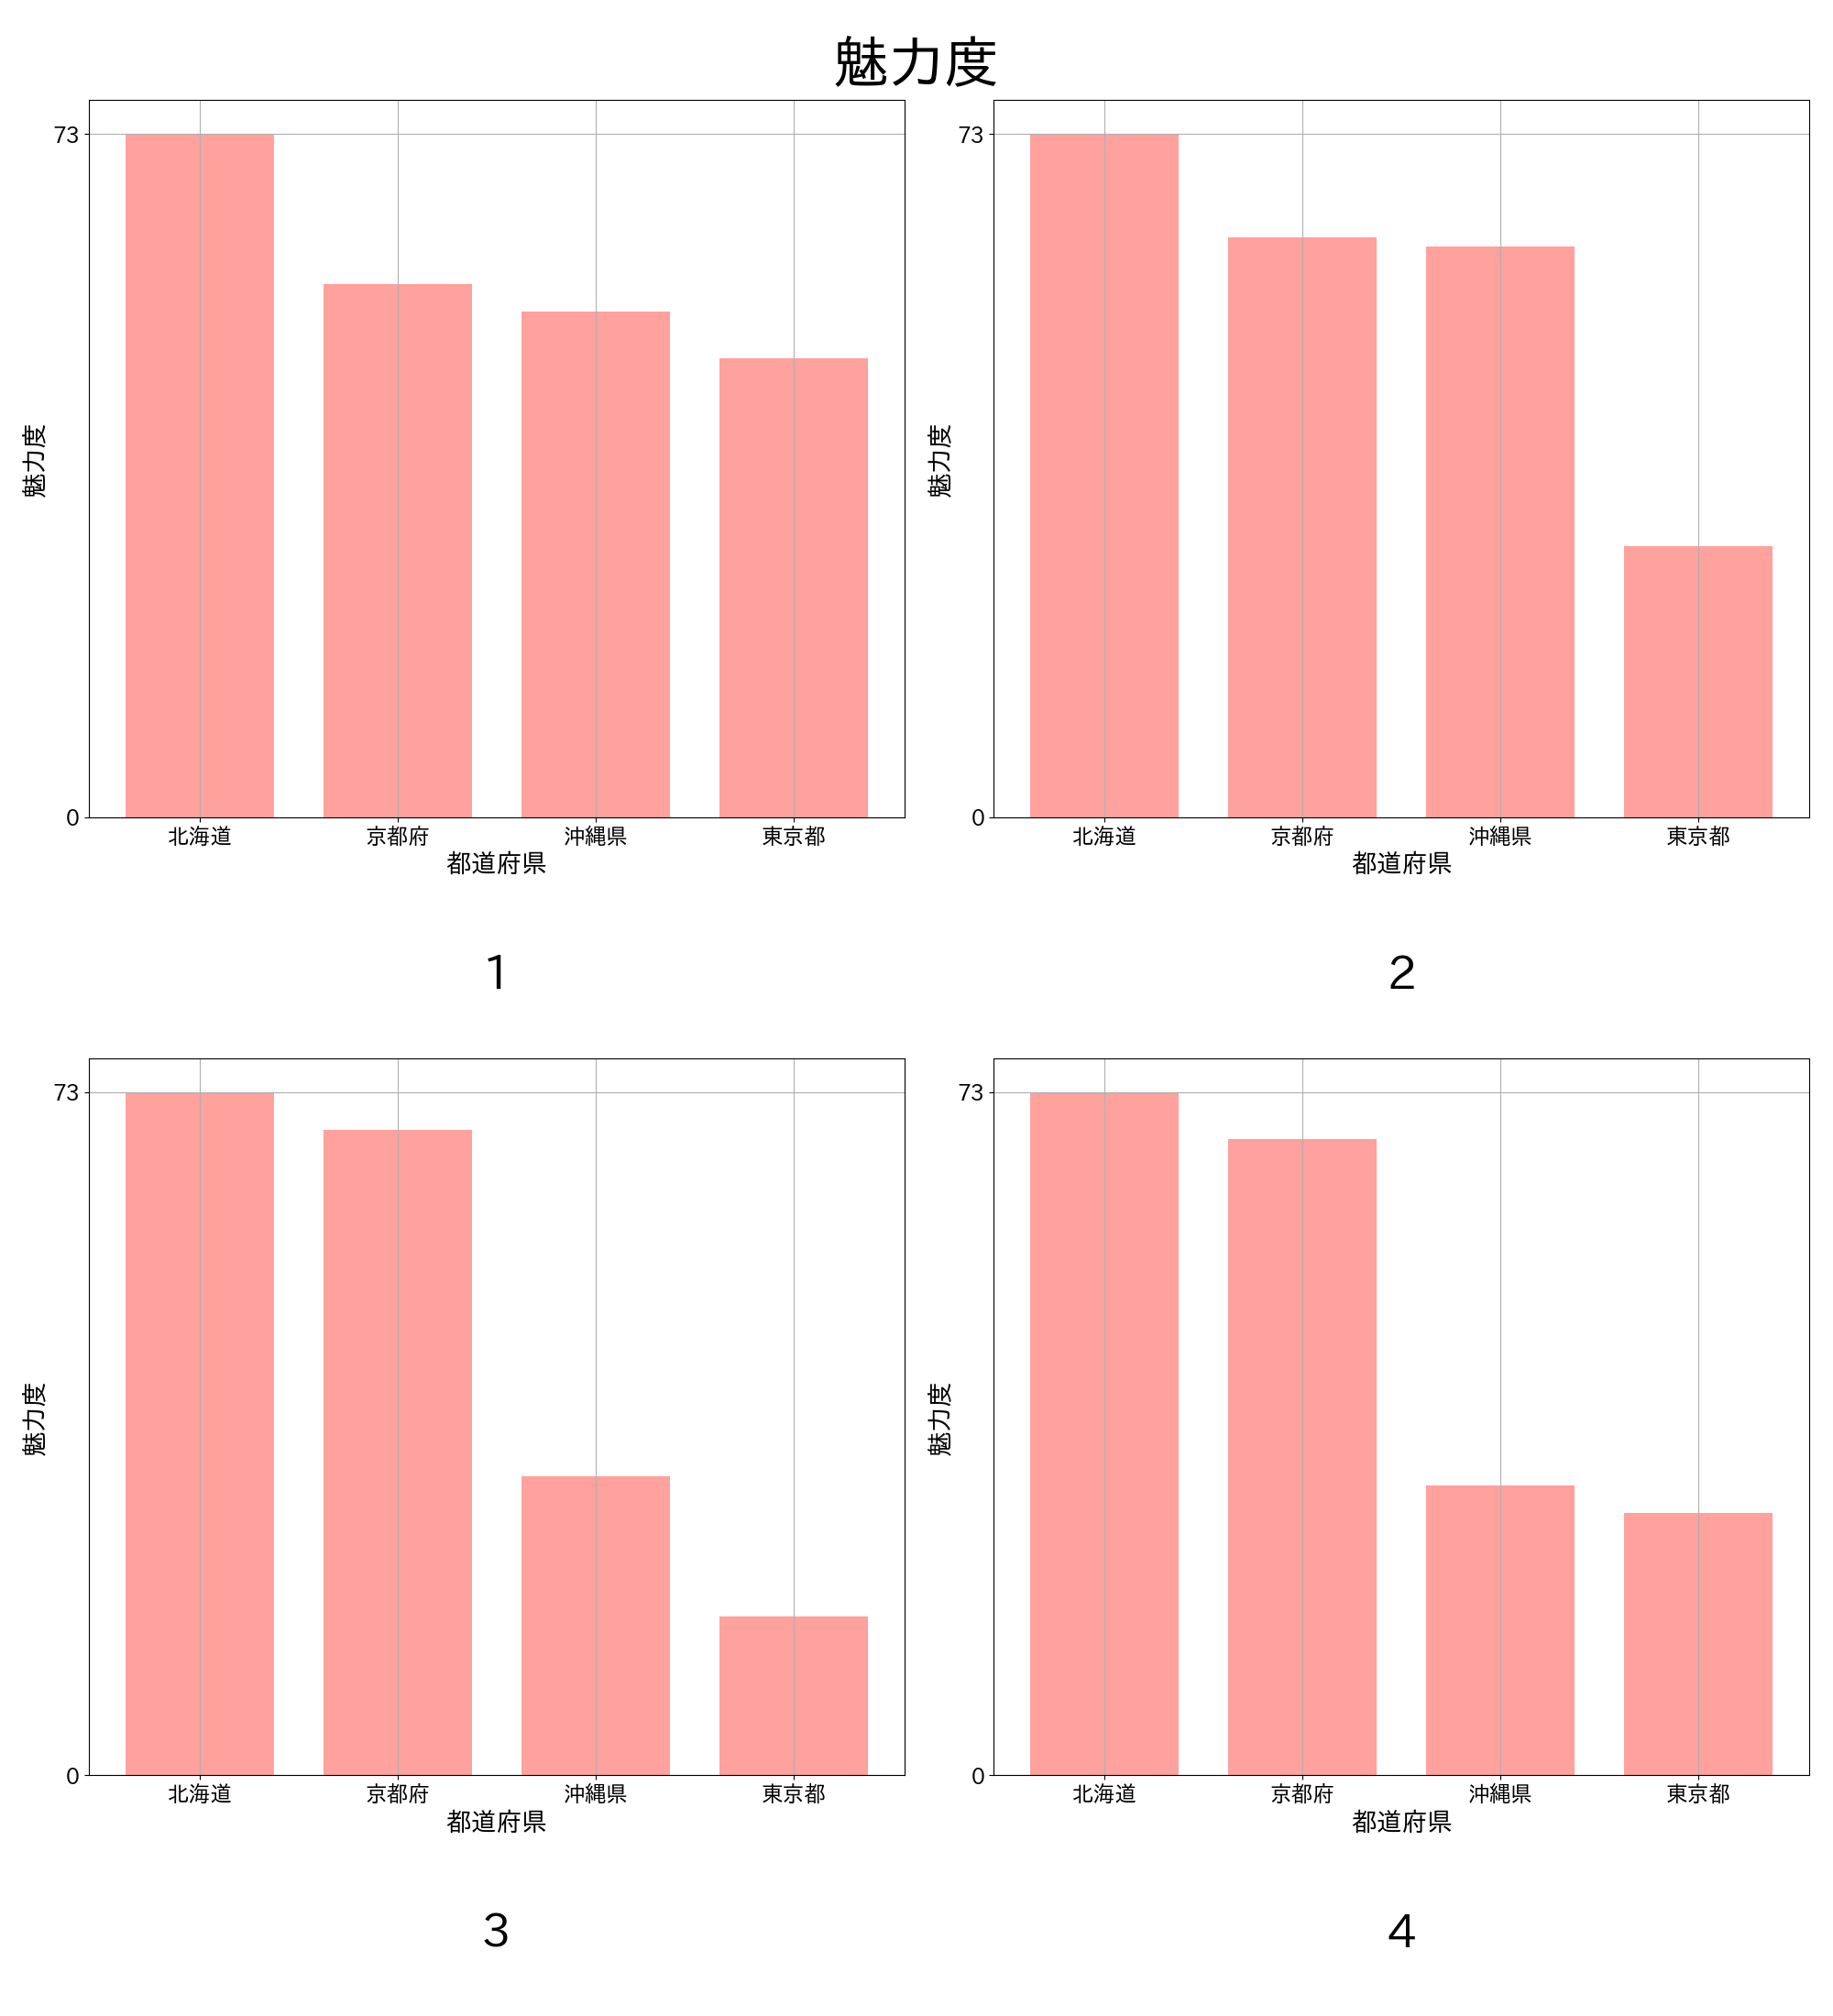 魅力度
73
0
魅力度
北海道 京都府 沖縄県 東京都
都道府県
1
73
0
魅力度
北海道 京都府 沖縄県 東京都
都道府県
2
73
0
魅力度
北海道 京都府 沖縄県 東京都
都道府県
3
73
0
魅力度
北海道 京都府 沖縄県 東京都
都道府県
4